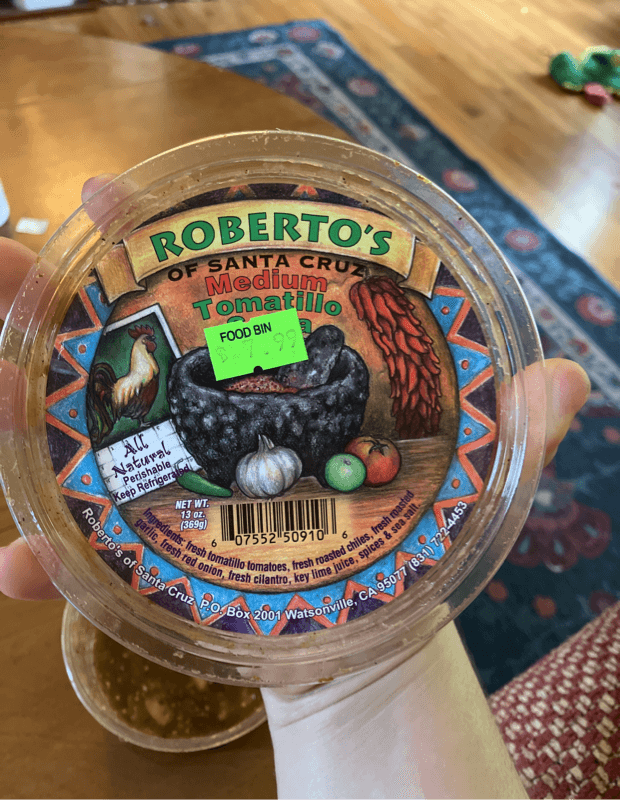 ROBERTO'S
OF SANTA CRUZ
Medium
Tomatillo
FOOD BIN
$ 7.99
All
Natural
Perishable
Keep Refrigerated
NET WT.
13 oz.
(369g)
6 07552 50910 6
Ingredients: fresh tomatillo tomatoes, fresh roasted chiles, fresh roasted
garlic, fresh red onion, fresh cilantro, key lime juice, spices & sea salt.
Roberto's of Santa Cruz P.O. Box 2001 Watsonville, CA 95077 (831) 722-4453